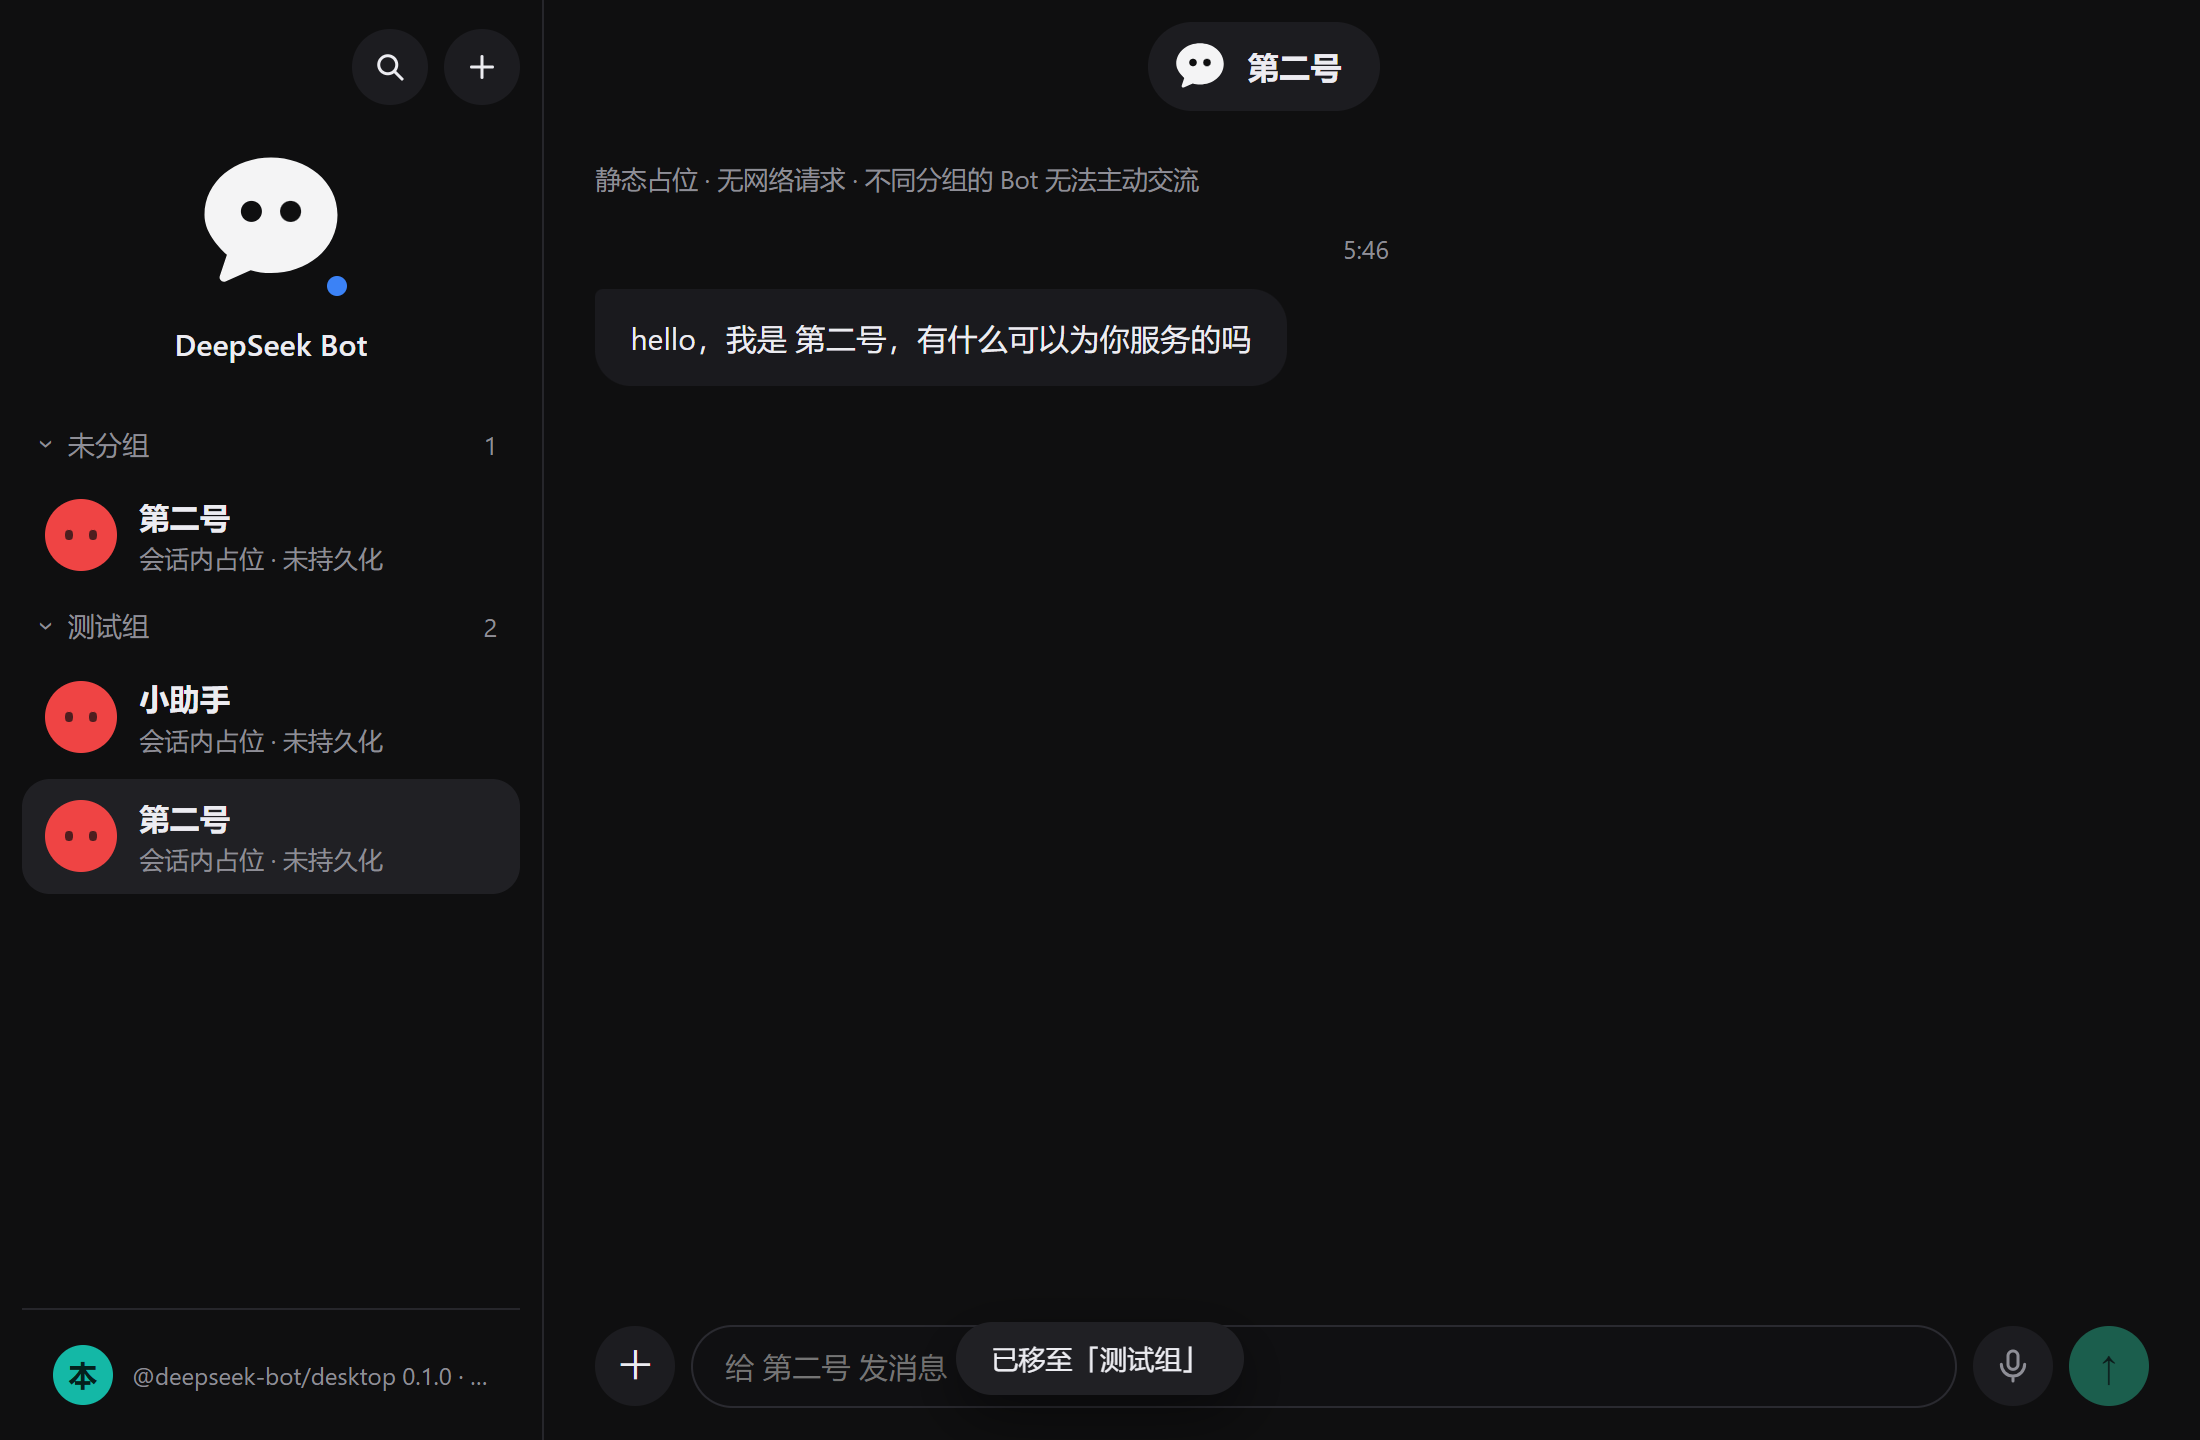 DeepSeek Bot
未分组 1
第二号
会话内占位 · 未持久化
测试组 2
小助手
会话内占位 · 未持久化
第二号
会话内占位 · 未持久化
本 @deepseek-bot/desktop 0.1.0 · ...
第二号
静态占位 · 无网络请求 · 不同分组的 Bot 无法主动交流
5:46
hello，我是 第二号，有什么可以为你服务的吗
给 第二号 发消息
已移至「测试组」